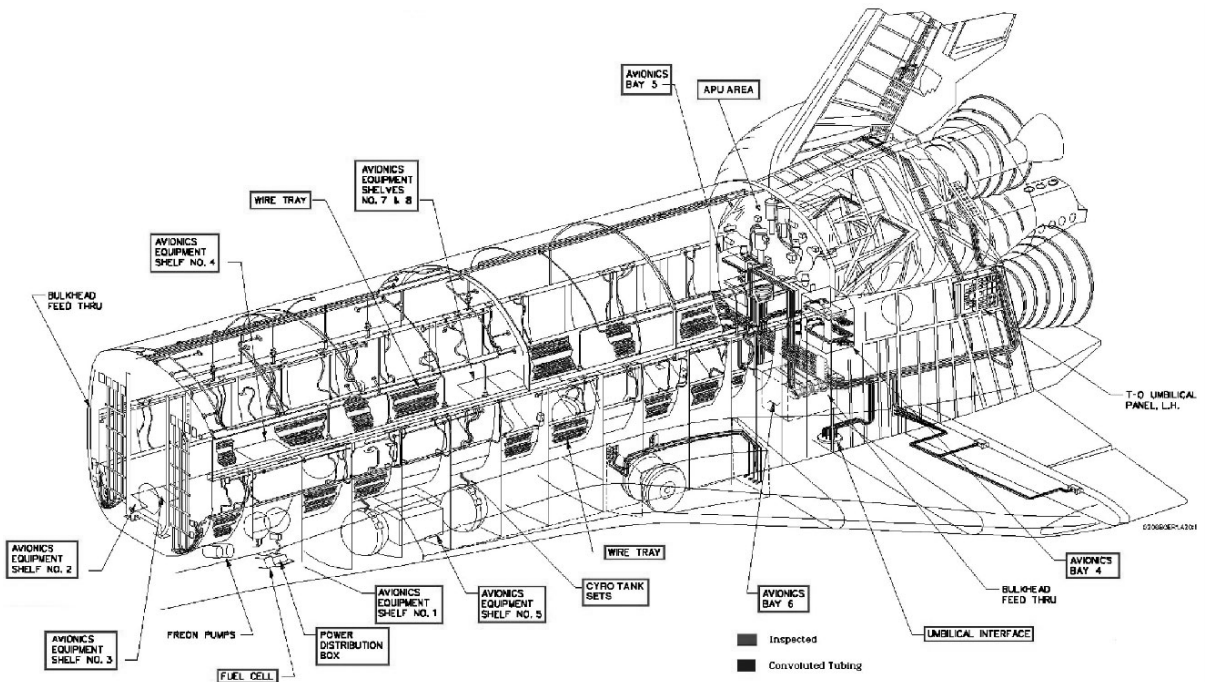 AVIONICS
BAY 5
APU AREA
AVIONICS
EQUIPMENT
SHELVES
NO. 7 & 8
WIRE TRAY
AVIONICS
EQUIPMENT
SHELF NO. 4
BULKHEAD
FEED THRU
T-O UMBILICAL
PANEL, L.H.
AVIONICS
EQUIPMENT
SHELF NO. 2
AVIONICS
EQUIPMENT
SHELF NO. 3
FREON PUMPS
FUEL CELL
POWER
DISTRIBUTION
BOX
AVIONICS
EQUIPMENT
SHELF NO. 1
AVIONICS
EQUIPMENT
SHELF NO. 5
CYRO TANK
SETS
WIRE TRAY
AVIONICS
BAY 6
UMBILICAL INTERFACE
BULKHEAD
FEED THRU
AVIONICS
BAY 4
Inspected
Convoluted Tubing